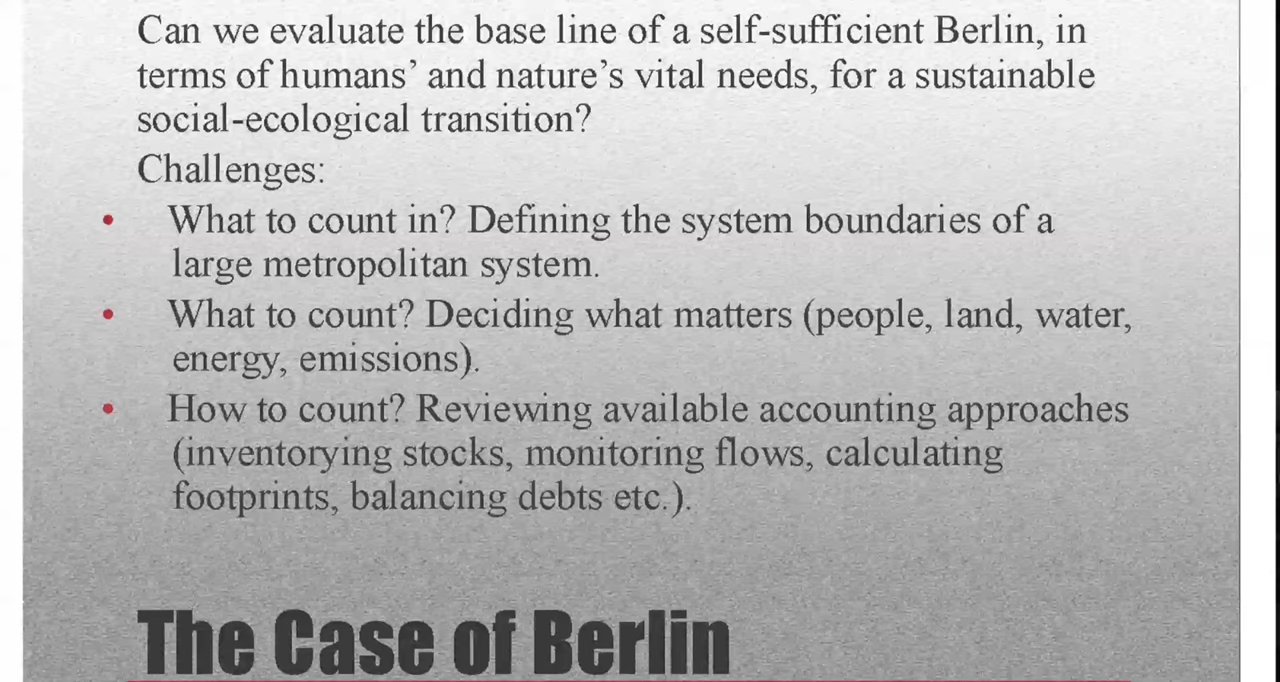 Can we evaluate the base line of a self-sufficient Berlin, in
terms of humans’ and nature’s vital needs, for a sustainable
social-ecological transition?
Challenges:
• What to count in? Defining the system boundaries of a
large metropolitan system.
• What to count? Deciding what matters (people, land, water,
energy, emissions).
• How to count? Reviewing available accounting approaches
(inventorying stocks, monitoring flows, calculating
footprints, balancing debts etc.).
The Case of Berlin